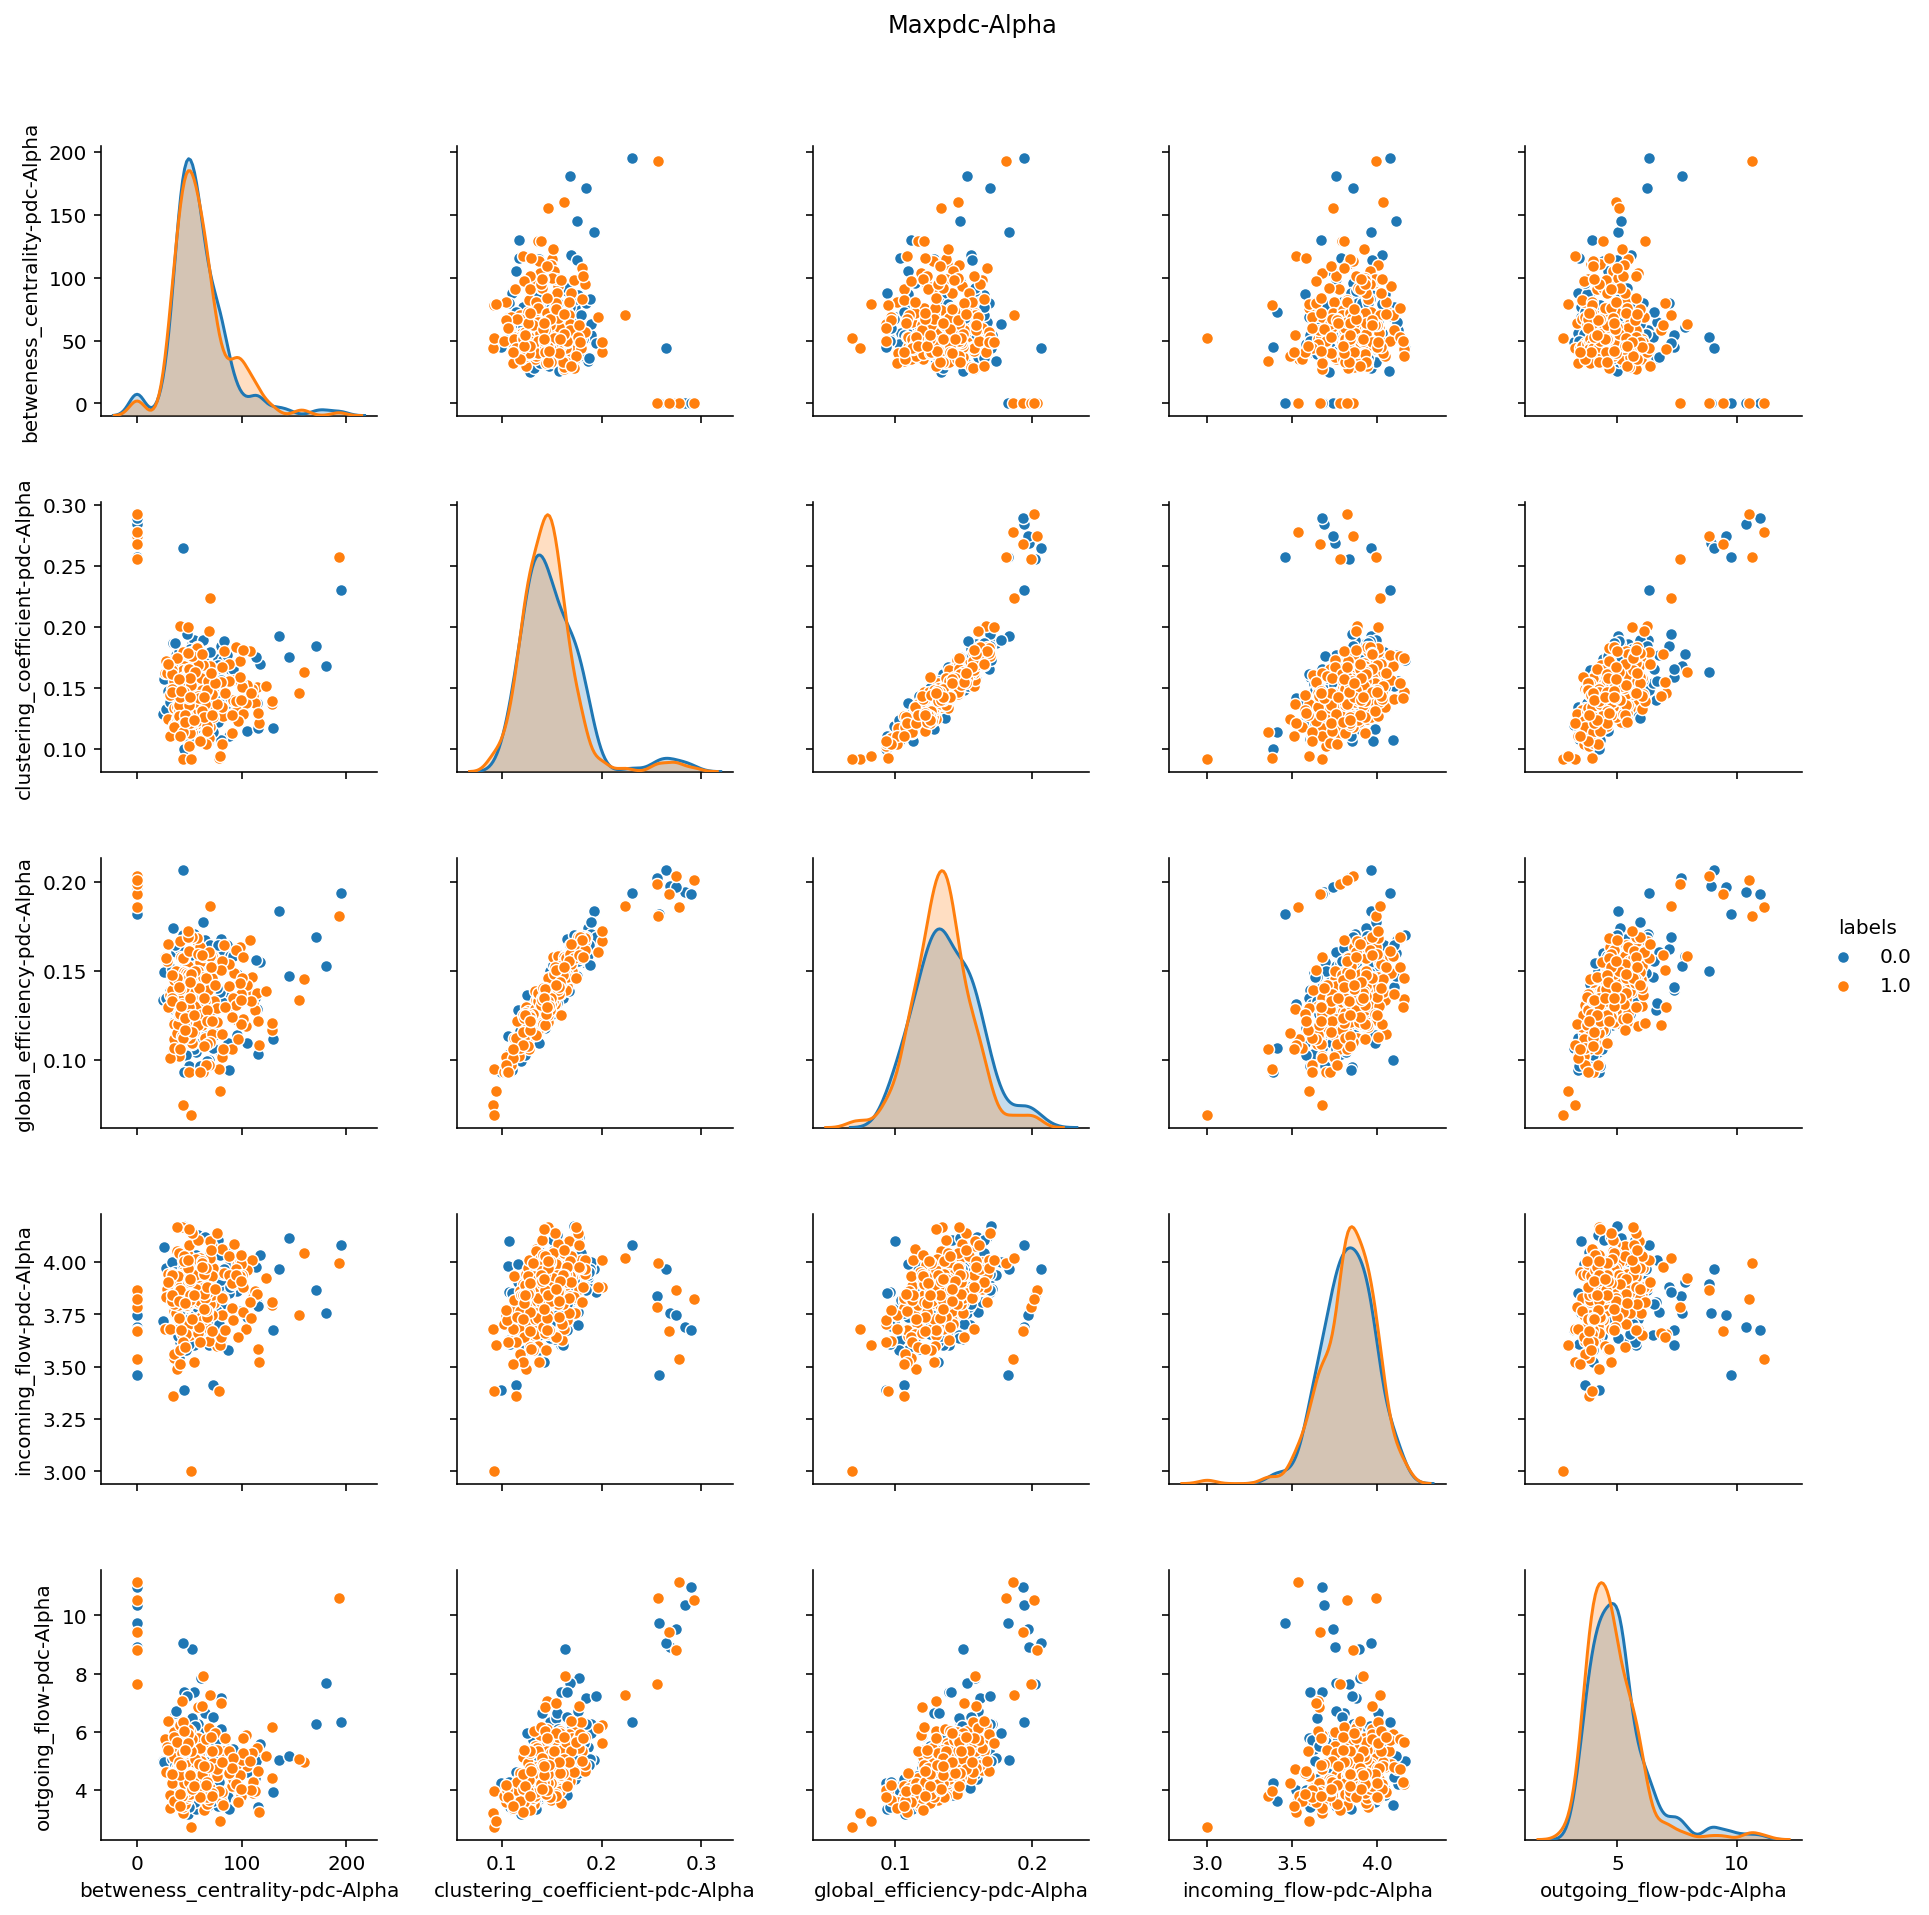 Maxpdc-Alpha
betweness_centrality-pdc-Alpha
200
150
100
50
0
clustering_coefficient-pdc-Alpha
0.30
0.25
0.20
0.15
0.10
global_efficiency-pdc-Alpha
0.20
0.15
0.10
labels
0.0
1.0
incoming_flow-pdc-Alpha
4.00
3.75
3.50
3.25
3.00
outgoing_flow-pdc-Alpha
10
8
6
4
0 100 200
0.1 0.2 0.3
0.1 0.2
3.0 3.5 4.0
5 10
betweness_centrality-pdc-Alpha
clustering_coefficient-pdc-Alpha
global_efficiency-pdc-Alpha
incoming_flow-pdc-Alpha
outgoing_flow-pdc-Alpha